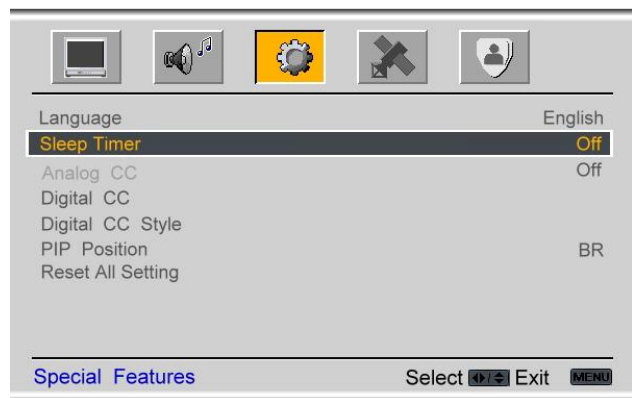 Language English
Sleep Timer Off
Analog CC Off
Digital CC
Digital CC Style
PIP Position BR
Reset All Setting
Special Features Select Exit MENU